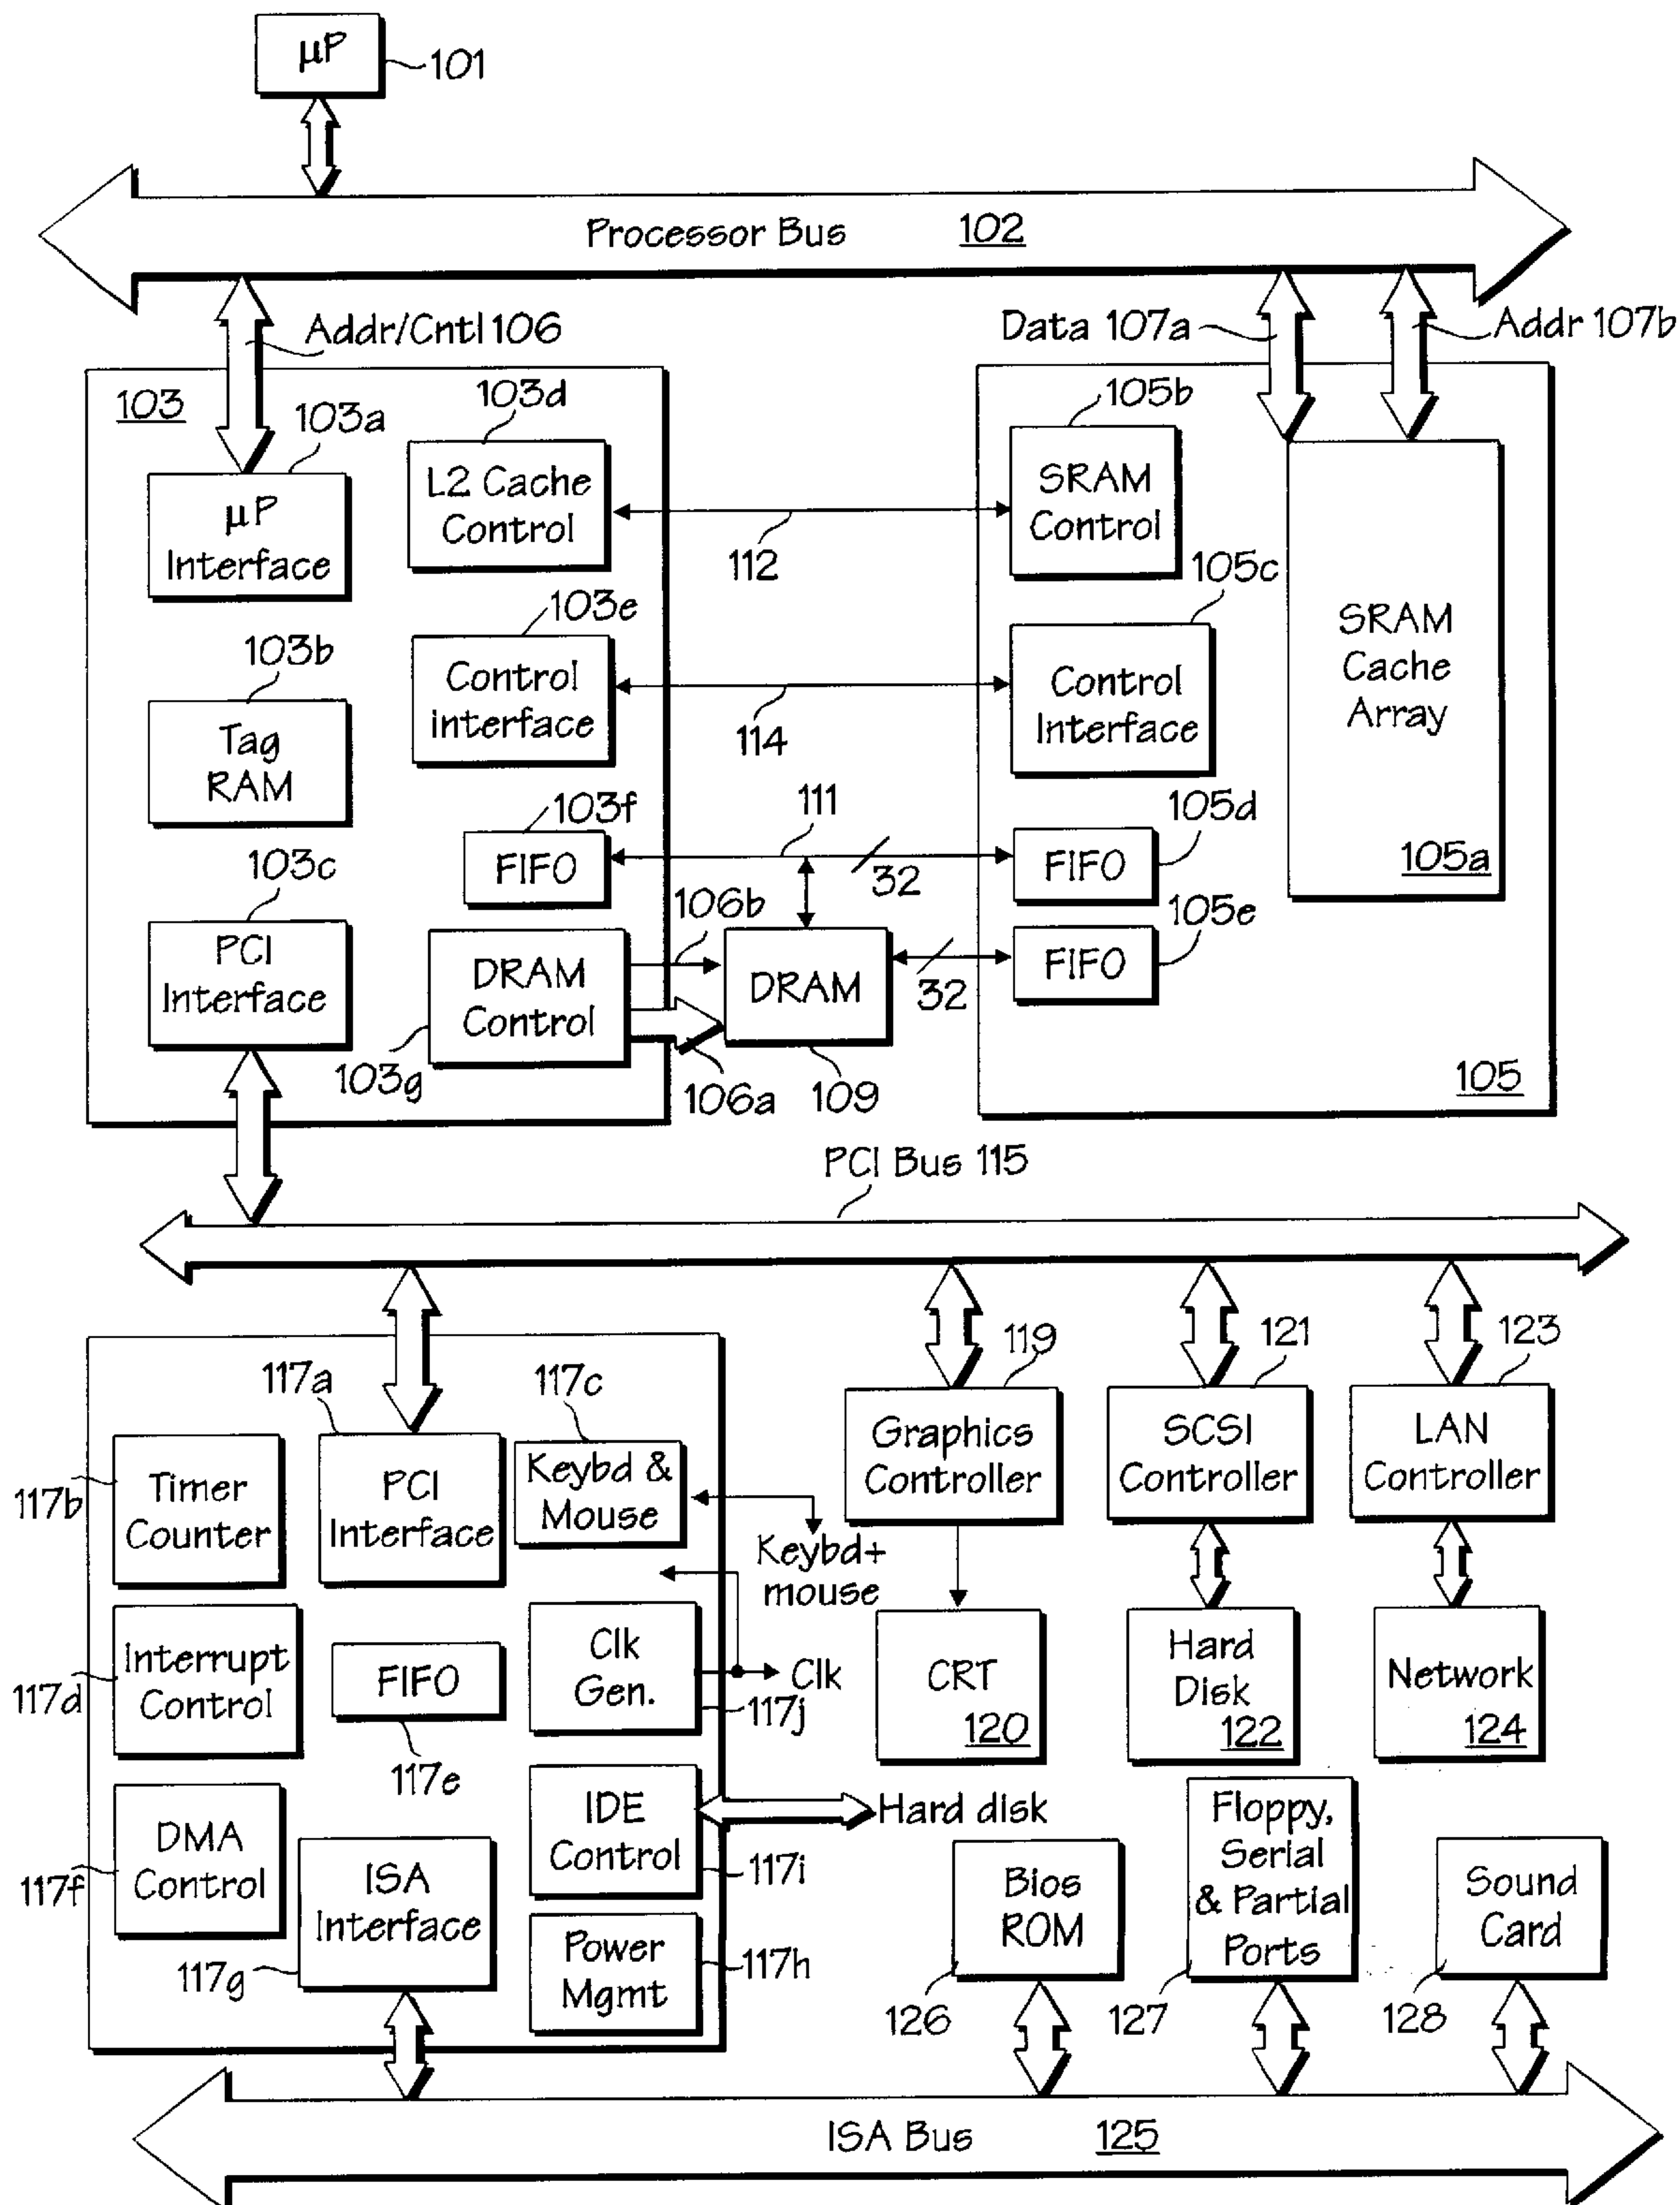 μP
101
Processor Bus 102
Addr/Cntl 106
Data 107a
Addr 107b
103
103a
103d
105b
μP
Interface
L2 Cache
Control
112
SRAM
Control
105c
SRAM
Cache
Array
105a
103b
103e
Tag
RAM
Control
interface
114
Control
Interface
103c
103f
111
105d
FIFO
32
FIFO
PCI
Interface
106b
105e
DRAM
Control
DRAM
32
FIFO
103g
106a
109
105
PCI Bus 115
117a
117c
119
121
123
117b
Timer
Counter
PCI
Interface
Keybd &
Mouse
Keybd+
mouse
Graphics
Controller
SCSI
Controller
LAN
Controller
117d
Interrupt
Control
FIFO
117e
Clk
Gen.
117j
Clk
CRT
120
Hard
Disk
122
Network
124
117f
DMA
Control
ISA
Interface
117g
IDE
Control
117i
Hard disk
Power
Mgmt
117h
Bios
ROM
126
Floppy,
Serial
& Partial
Ports
127
Sound
Card
128
ISA Bus 125